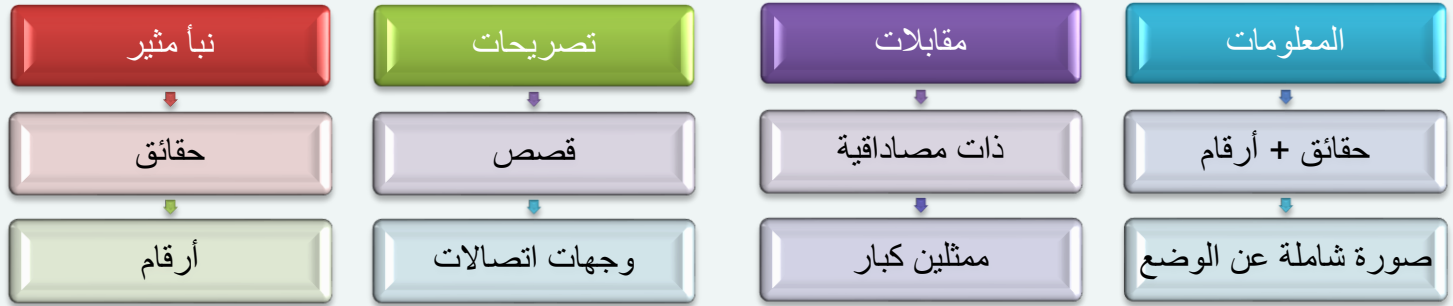 المعلومات
حقائق + أرقام
صورة شاملة عن الوضع
مقابلات
ذات مصاداقية
ممثلين كبار
تصريحات
قصص
وجهات اتصالات
نبأ مثير
حقائق
أرقام